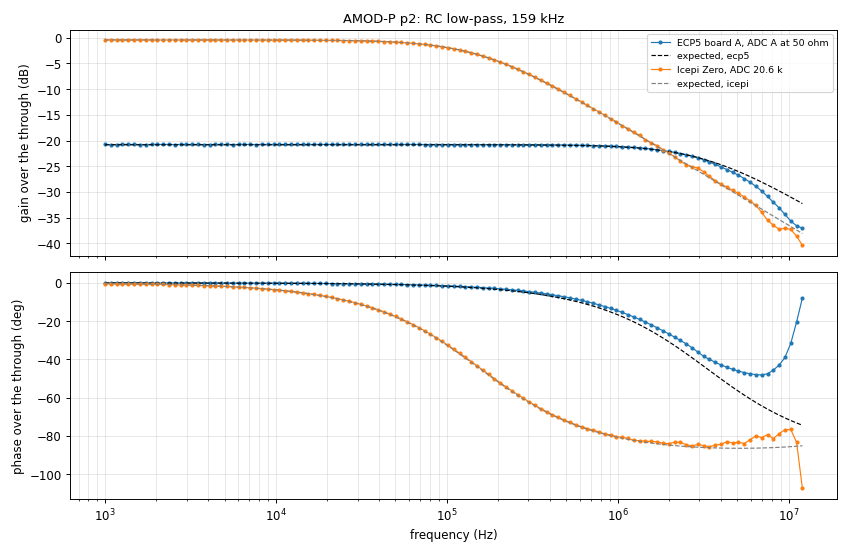 AMOD-P p2: RC low-pass, 159 kHz
gain over the through (dB)
0
−5
−10
−15
−20
−25
−30
−35
−40
ECP5 board A, ADC A at 50 ohm
expected, ecp5
Icepi Zero, ADC 20.6 k
expected, icepi
phase over the through (deg)
0
−20
−40
−60
−80
−100
10³
10⁴
10⁵
10⁶
10⁷
frequency (Hz)